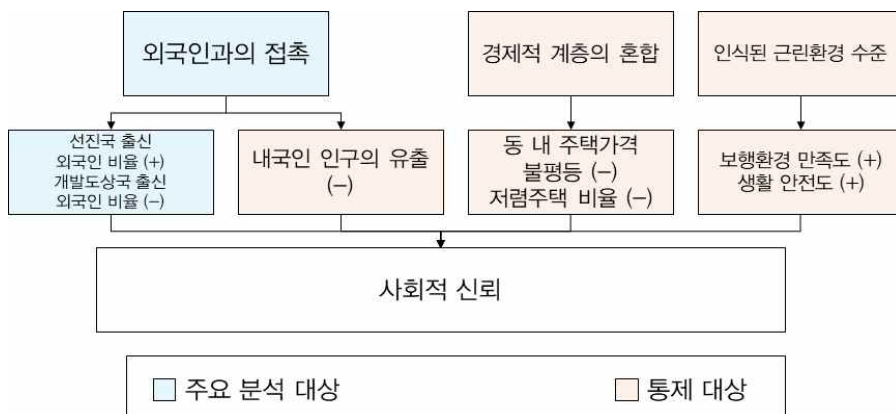 외국인과의 접촉
경제적 계층의 혼합
인식된 근린환경 수준
선진국 출신
외국인 비율 (+)
개발도상국 출신
외국인 비율 (–)
내국인 인구의 유출
(–)
동 내 주택가격
불평등 (–)
저렴주택 비율 (–)
보행환경 만족도 (+)
생활 안전도 (+)
사회적 신뢰
주요 분석 대상
통제 대상